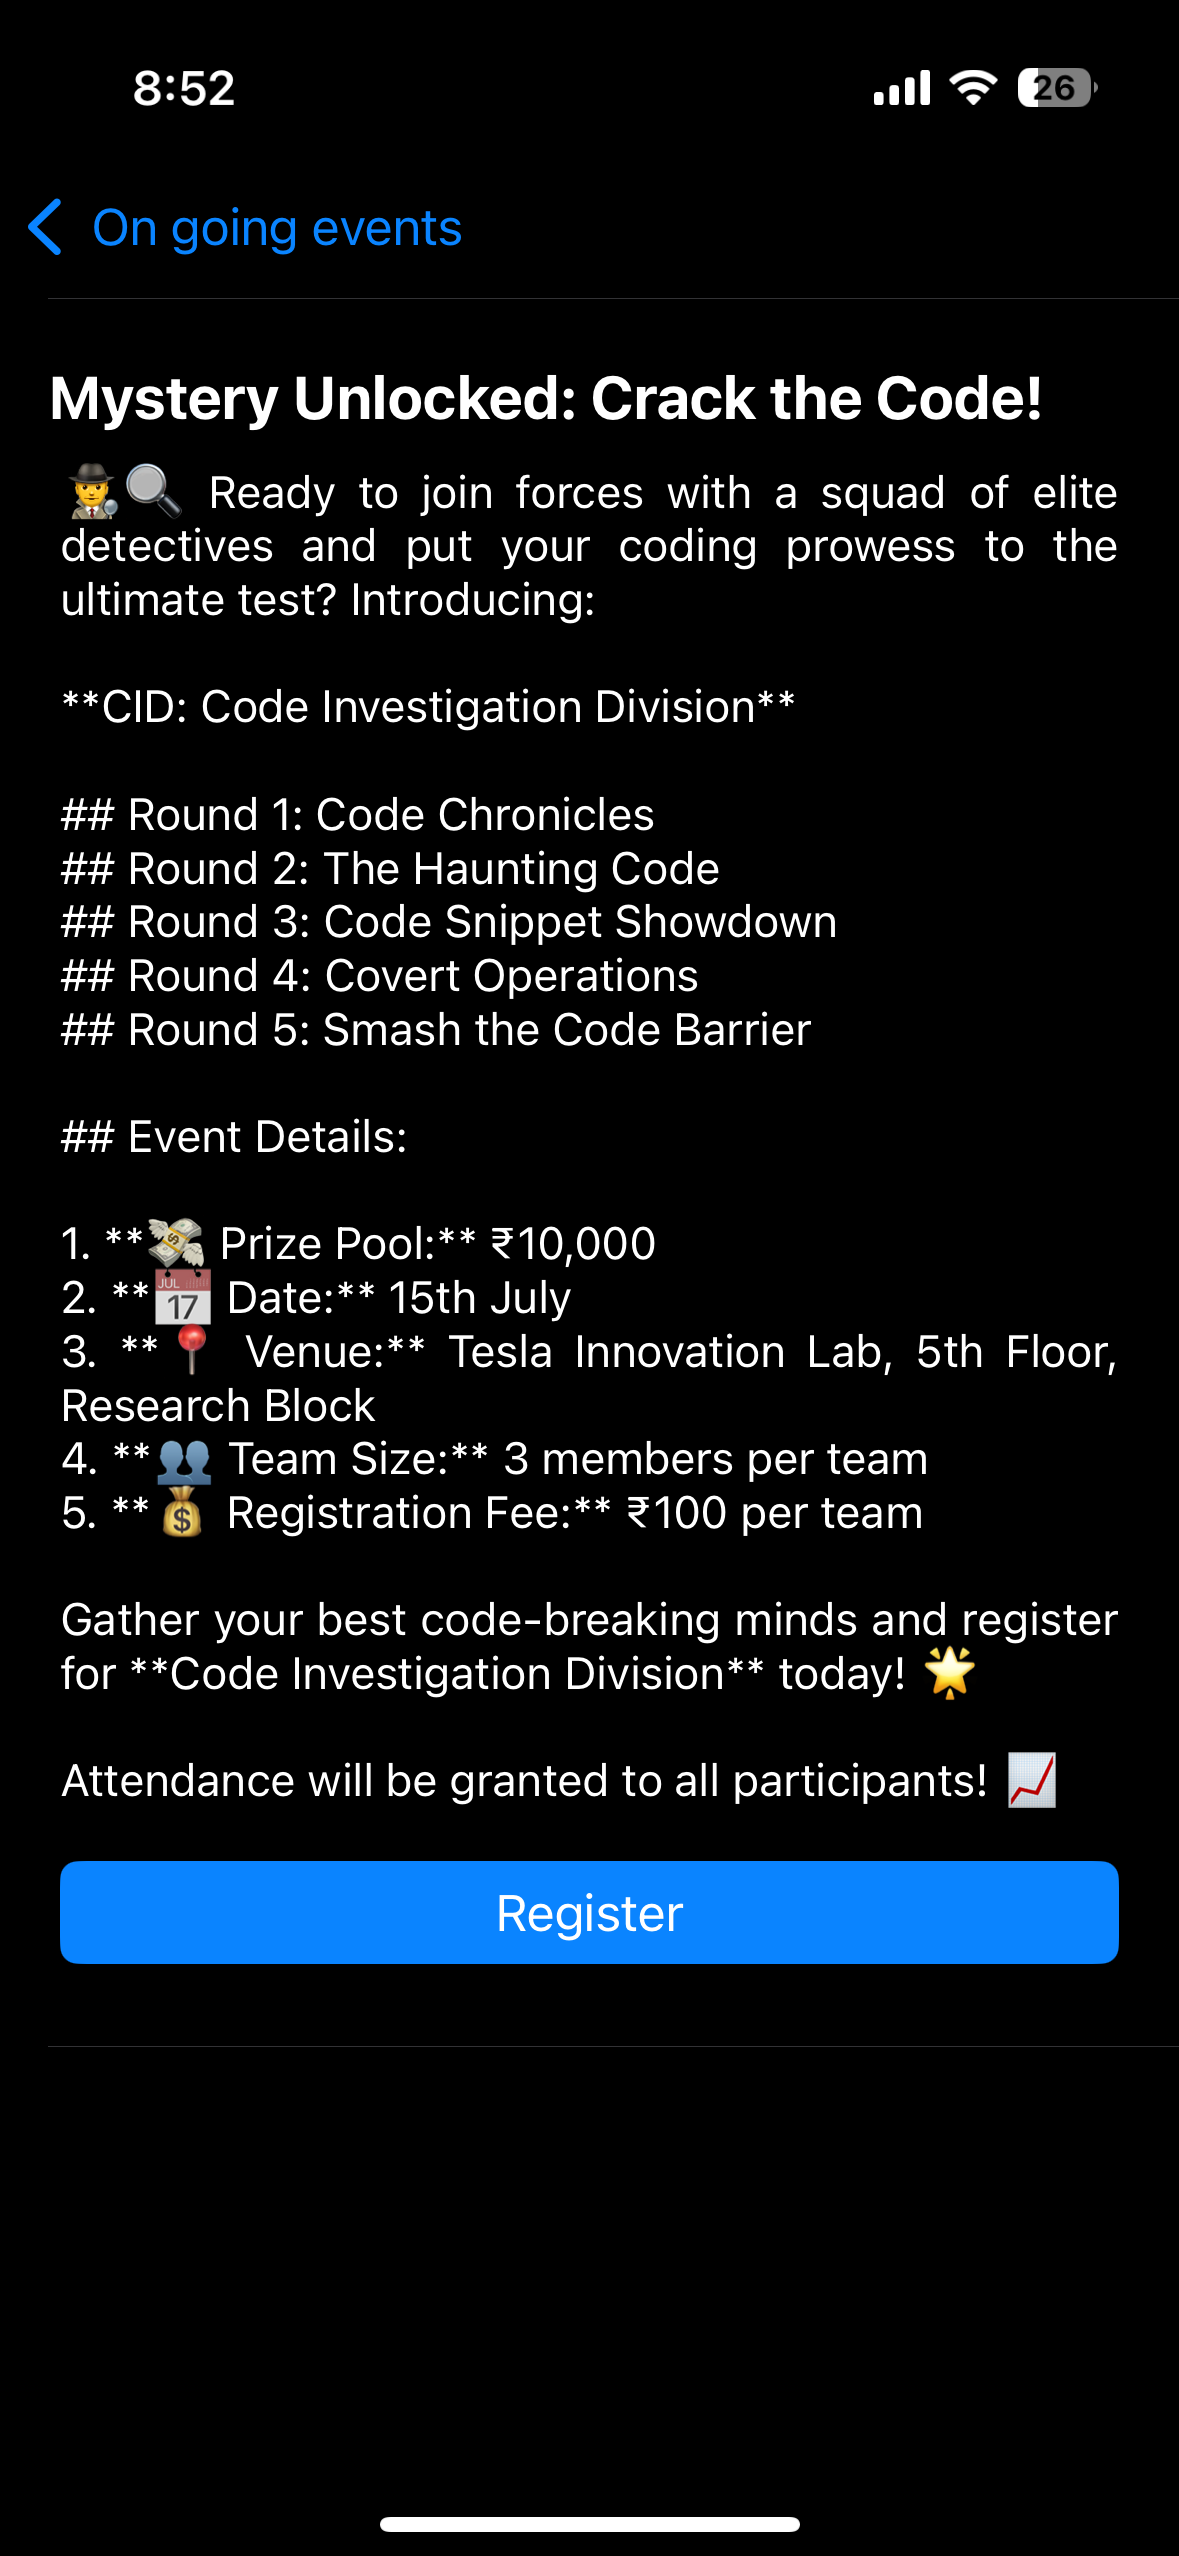 8:52
26
On going events
Mystery Unlocked: Crack the Code!
🕵️🔍 Ready to join forces with a squad of elite
detectives and put your coding prowess to the
ultimate test? Introducing:
**CID: Code Investigation Division**
## Round 1: Code Chronicles
## Round 2: The Haunting Code
## Round 3: Code Snippet Showdown
## Round 4: Covert Operations
## Round 5: Smash the Code Barrier
## Event Details:
1. **💸 Prize Pool:** ₹10,000
2. **📅 Date:** 15th July
3. **📍 Venue:** Tesla Innovation Lab, 5th Floor,
Research Block
4. **👥 Team Size:** 3 members per team
5. **💰 Registration Fee:** ₹100 per team
Gather your best code-breaking minds and register
for **Code Investigation Division** today! 🌟
Attendance will be granted to all participants! 📈
Register